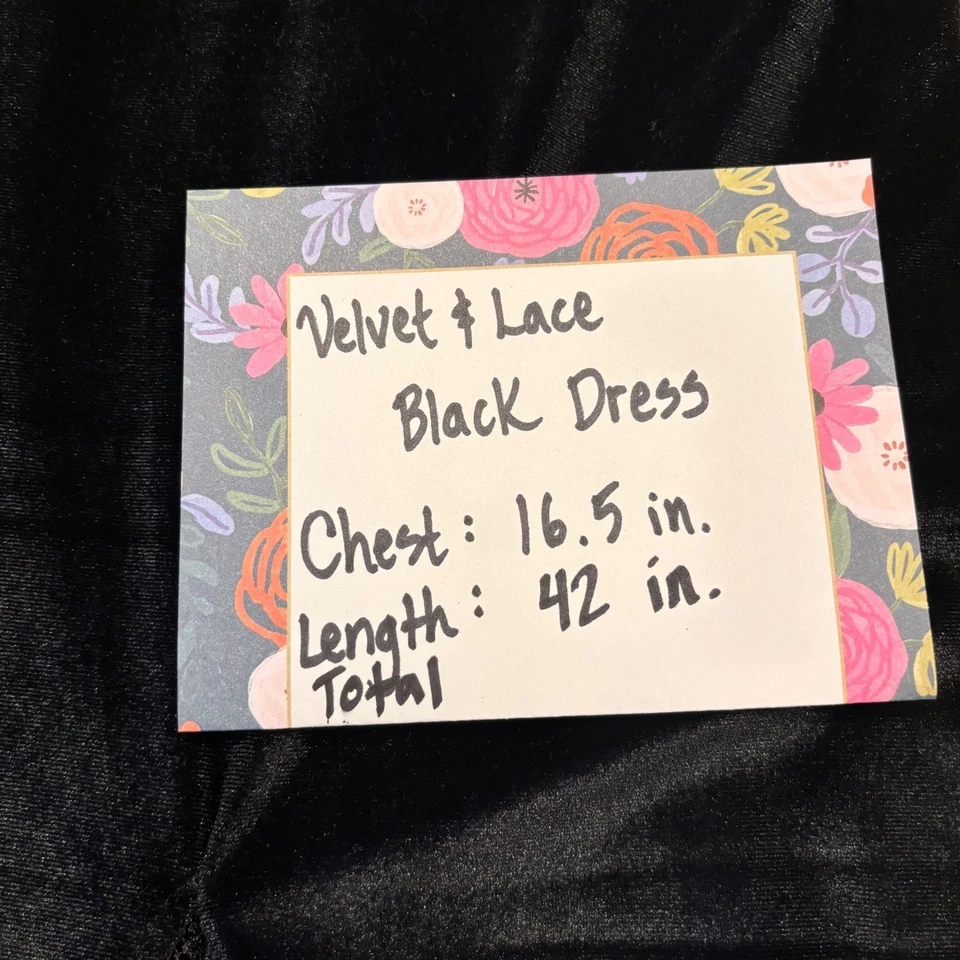 Velvet & Lace
Black Dress
Chest: 16.5 in.
Length: 42 in.
Total